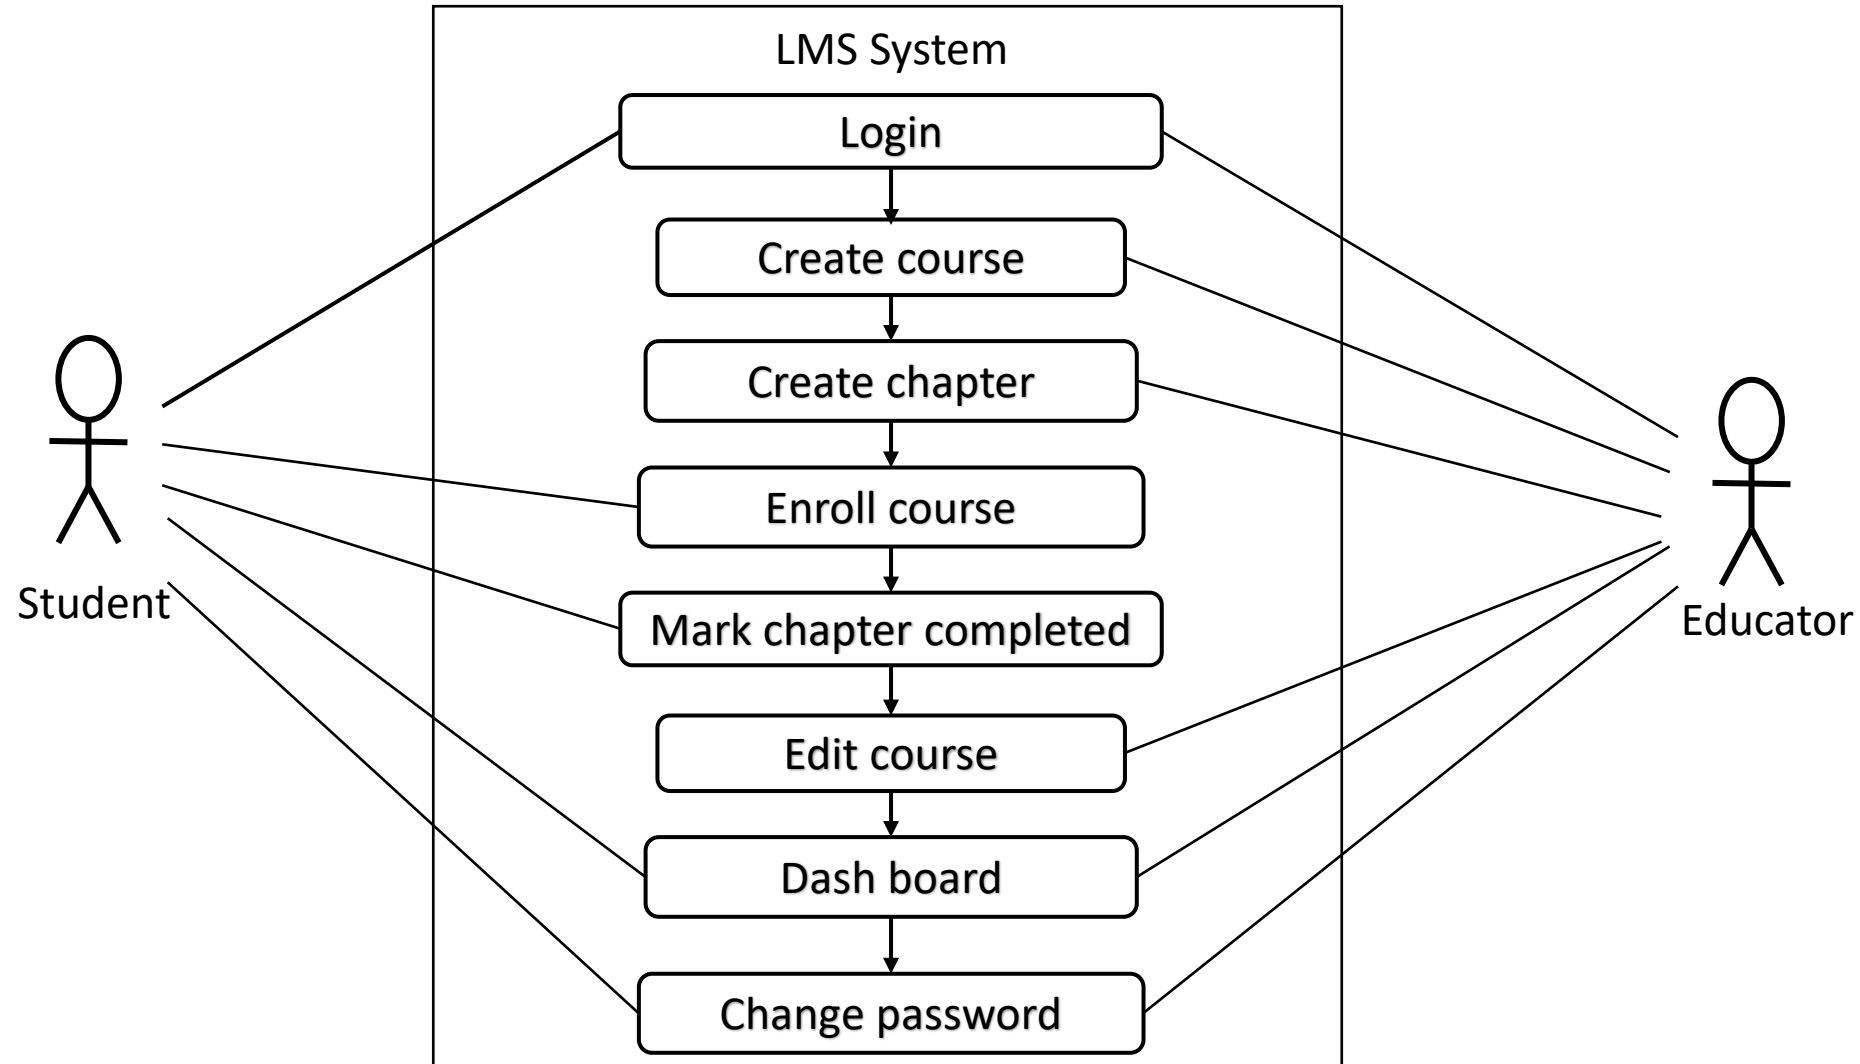 LMS System
Login
Create course
Create chapter
Enroll course
Mark chapter completed
Edit course
Dash board
Change password
Student
Educator